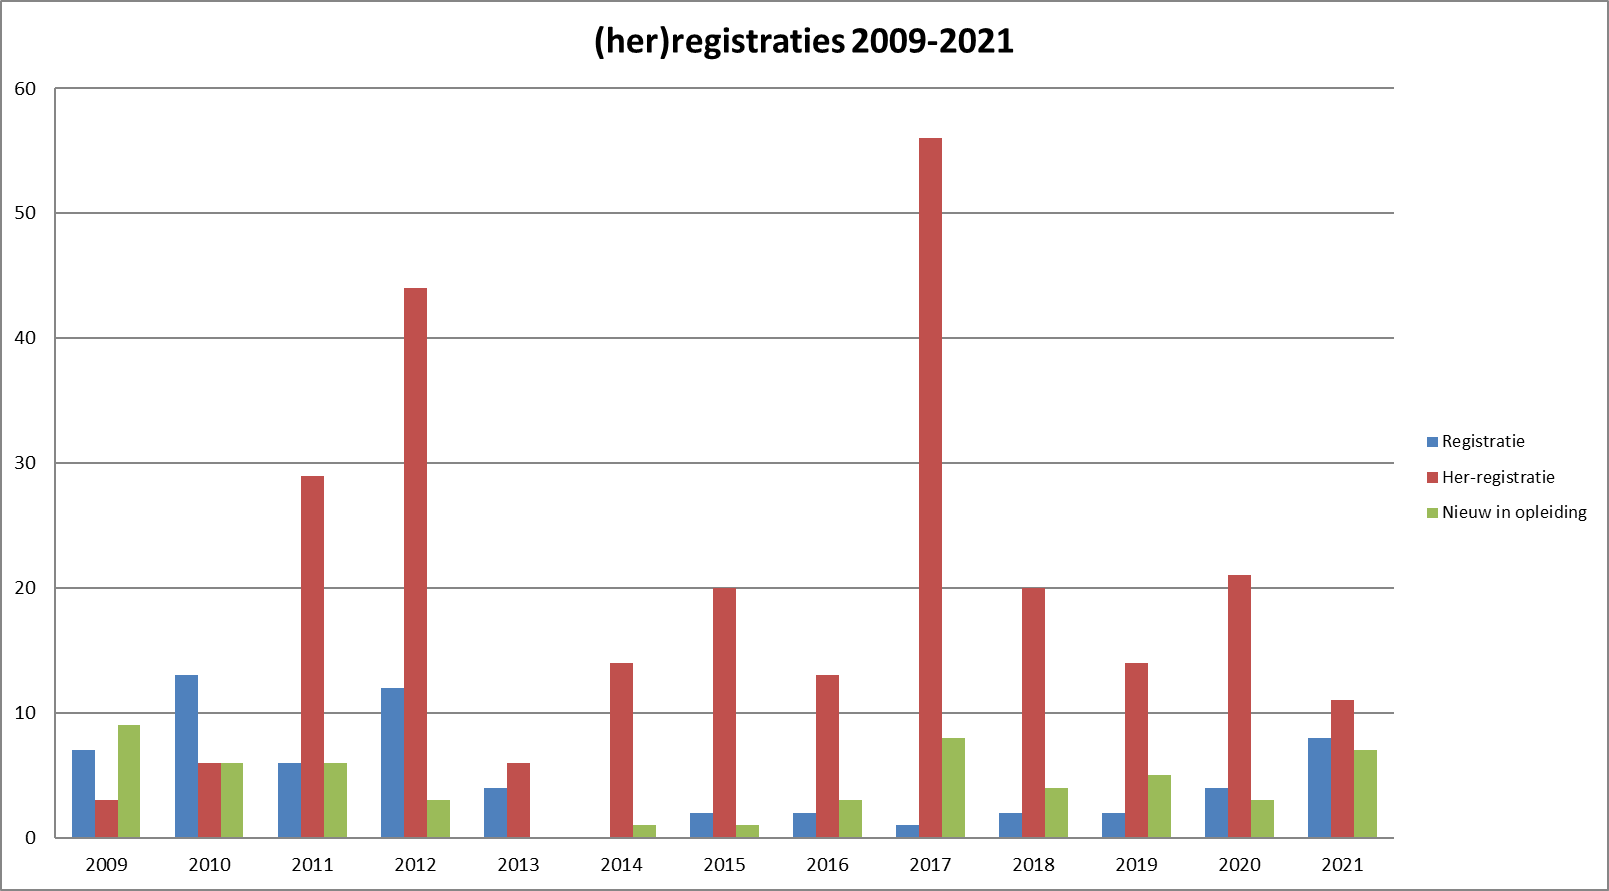 (her)registraties 2009-2021
60
50
40
30
20
10
0
2009 2010 2011 2012 2013 2014 2015 2016 2017 2018 2019 2020 2021
Registratie
Her-registratie
Nieuw in opleiding